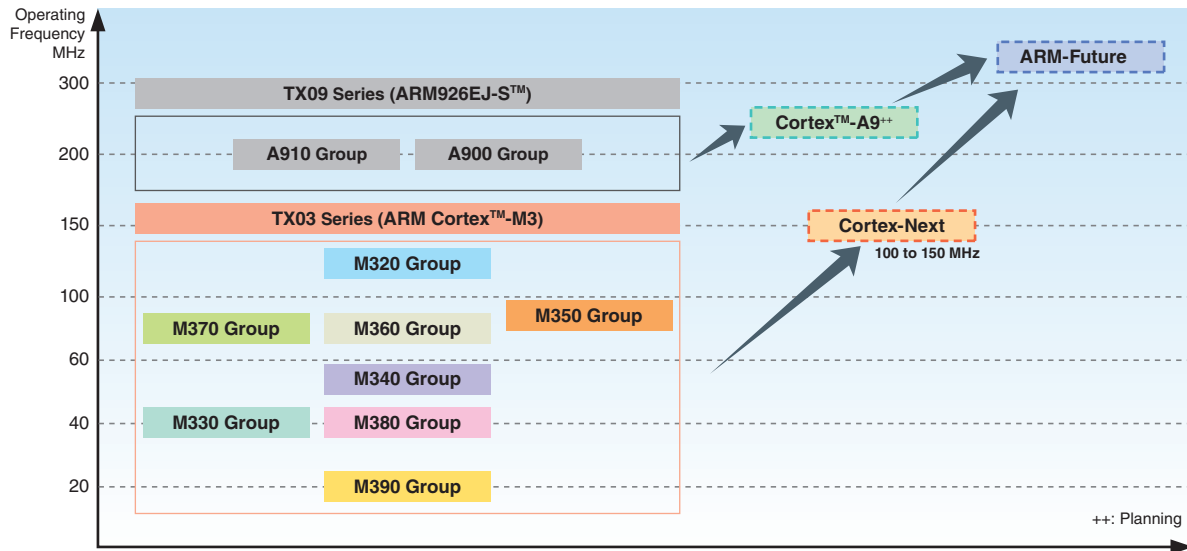 Operating
Frequency
MHz
ARM-Future
300
TX09 Series (ARM926EJ-S™)
Cortex™-A9++
200
A910 Group
A900 Group
TX03 Series (ARM Cortex™-M3)
150
Cortex-Next
100 to 150 MHz
M320 Group
100
M350 Group
M370 Group
M360 Group
60
M340 Group
40
M330 Group
M380 Group
20
M390 Group
++: Planning